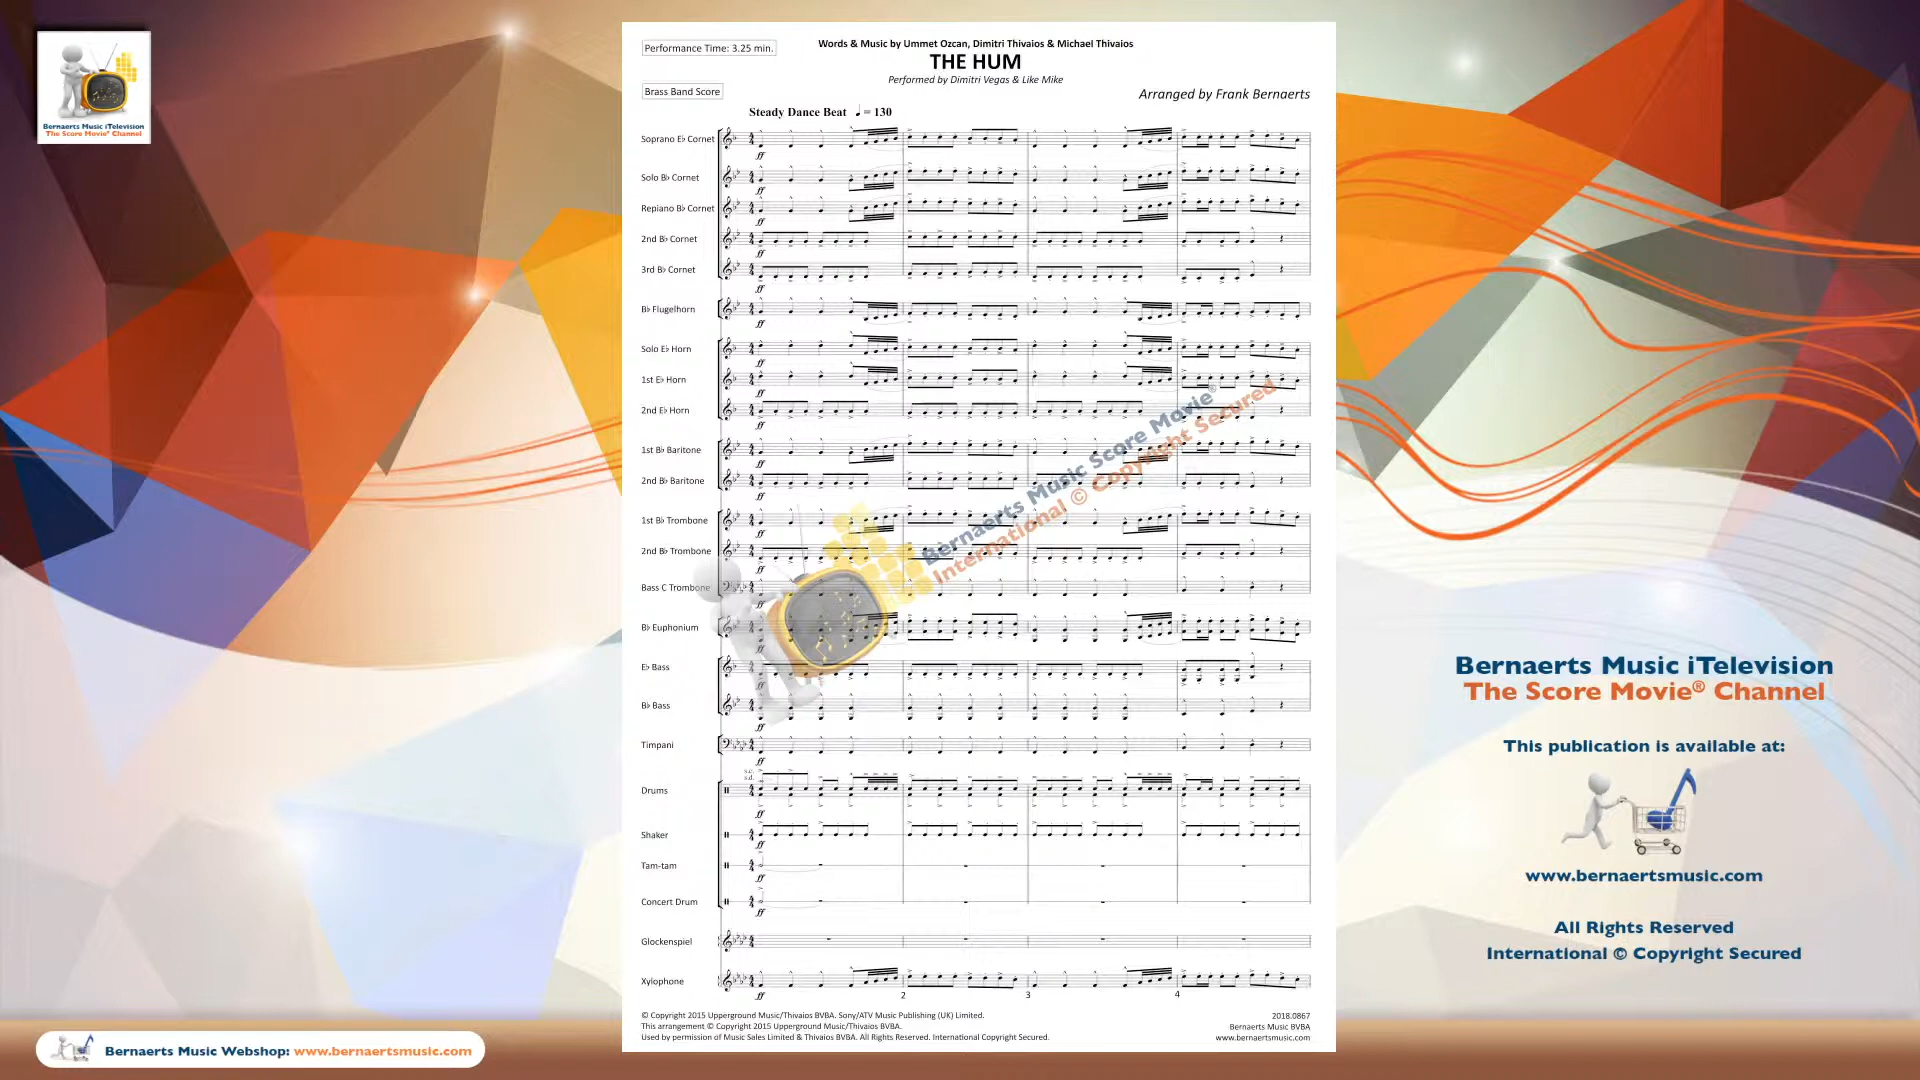 Bernaerts Music iTelevision
The Score Movie® Channel
Performance Time: 3.25 min.
Words & Music by Ummet Ozcan, Dimitri Thivaios & Michael Thivaios
THE HUM
Performed by Dimitri Vegas & Like Mike
Brass Band Score
Arranged by Frank Bernaerts
Steady Dance Beat ♩ = 130
Soprano E♭ Cornet
Solo B♭ Cornet
Repiano B♭ Cornet
2nd B♭ Cornet
3rd B♭ Cornet
B♭ Flugelhorn
Solo E♭ Horn
1st E♭ Horn
2nd E♭ Horn
1st B♭ Baritone
2nd B♭ Baritone
1st B♭ Trombone
2nd B♭ Trombone
Bass C Trombone
B♭ Euphonium
E♭ Bass
B♭ Bass
Timpani
s.c.
s.d.
Drums
Shaker
Tam-tam
Concert Drum
Glockenspiel
Xylophone
ff
2 3 4
Bernaerts Music Score Movie®
International © Copyright Secured
© Copyright 2015 Upperground Music/Thivaios BVBA. Sony/ATV Music Publishing (UK) Limited.
This arrangement © Copyright 2015 Upperground Music/Thivaios BVBA.
Used by permission of Music Sales Limited & Thivaios BVBA. All Rights Reserved. International Copyright Secured.
2018.0867
Bernaerts Music BVBA
www.bernaertsmusic.com
Bernaerts Music iTelevision
The Score Movie® Channel
This publication is available at:
www.bernaertsmusic.com
All Rights Reserved
International © Copyright Secured
Bernaerts Music Webshop: www.bernaertsmusic.com